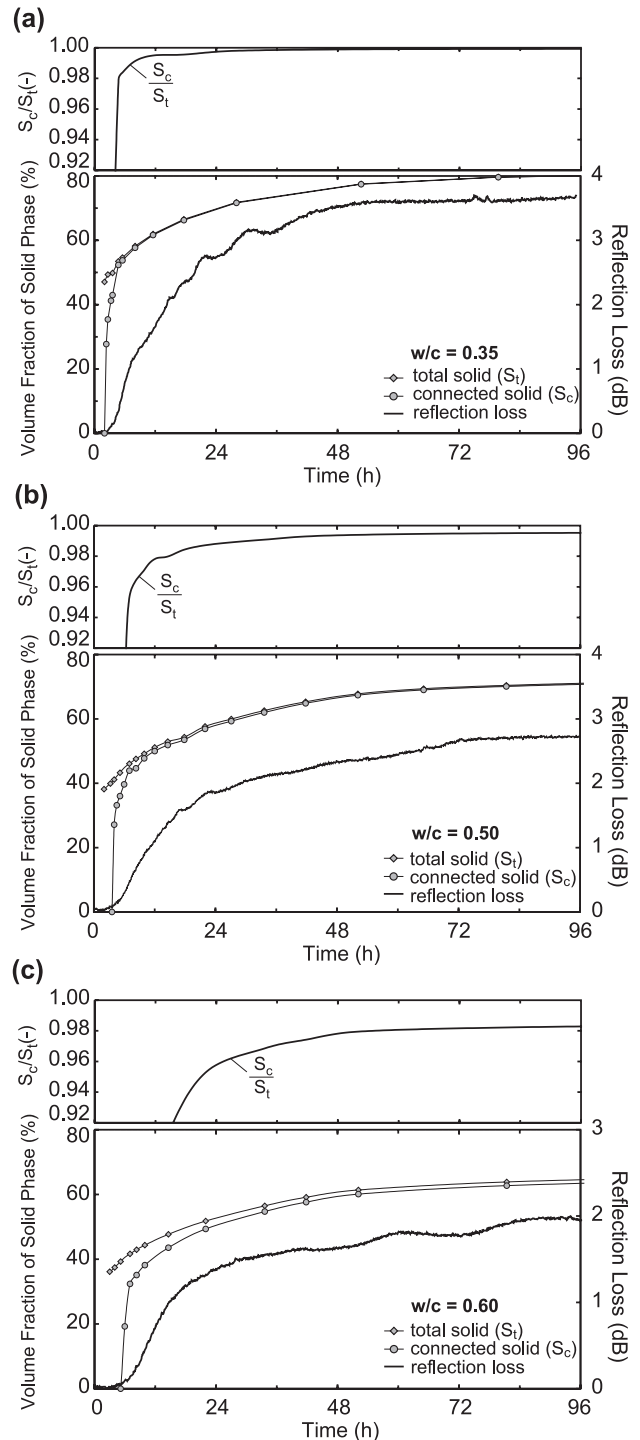 (a)
1.00
0.98
0.96
0.94
0.92
Sc/St(-)
Sc
St
80
60
40
20
0
Volume Fraction of Solid Phase (%)
4
3
2
1
0
Reflection Loss (dB)
w/c = 0.35
total solid (St)
connected solid (Sc)
reflection loss
0 24 48 72 96
Time (h)
(b)
1.00
0.98
0.96
0.94
0.92
Sc/St(-)
Sc
St
80
60
40
20
0
Volume Fraction of Solid Phase (%)
4
3
2
1
0
Reflection Loss (dB)
w/c = 0.50
total solid (St)
connected solid (Sc)
reflection loss
0 24 48 72 96
Time (h)
(c)
1.00
0.98
0.96
0.94
0.92
Sc/St(-)
Sc
St
80
60
40
20
0
Volume Fraction of Solid Phase (%)
3
2
1
0
Reflection Loss (dB)
w/c = 0.60
total solid (St)
connected solid (Sc)
reflection loss
0 24 48 72 96
Time (h)